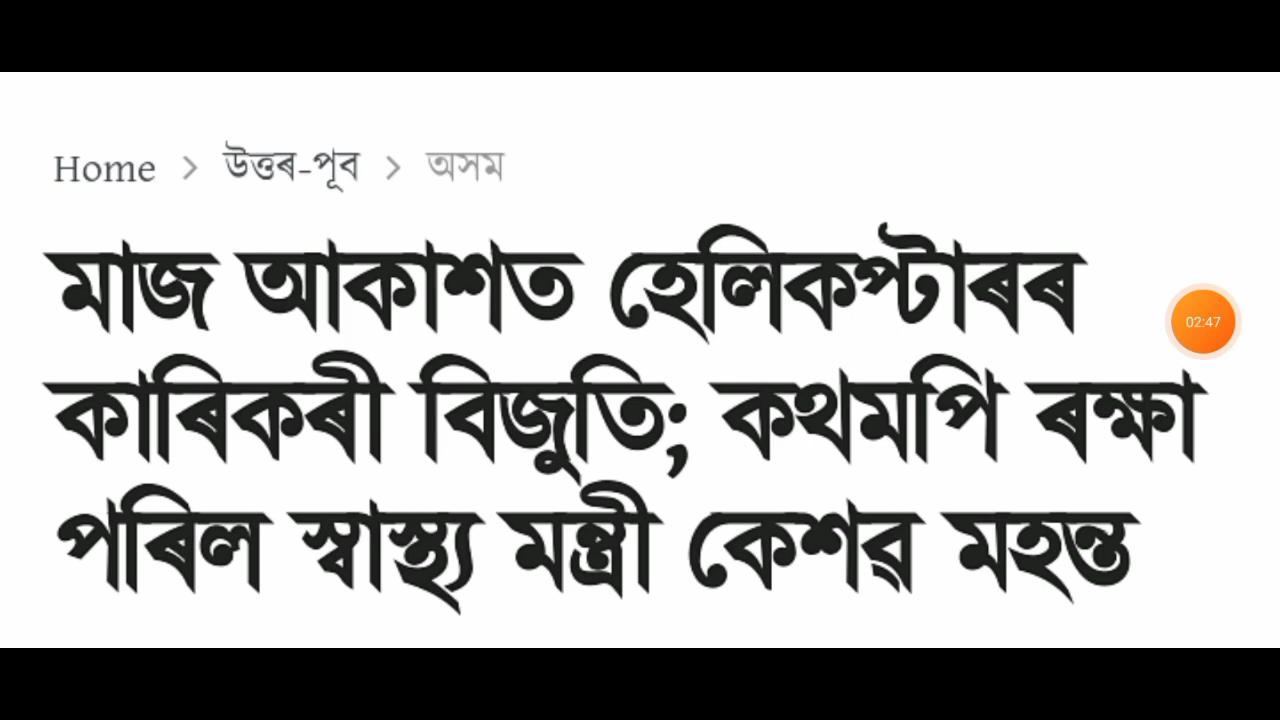 Home > উত্তৰ-পূব > অসম
মাজ আকাশত হেলিকপ্টাৰৰ
02:47
কাৰিকৰী বিজুতি; কথমপি ৰক্ষা
পৰিল স্বাস্থ্য মন্ত্ৰী কেশৱ মহন্ত